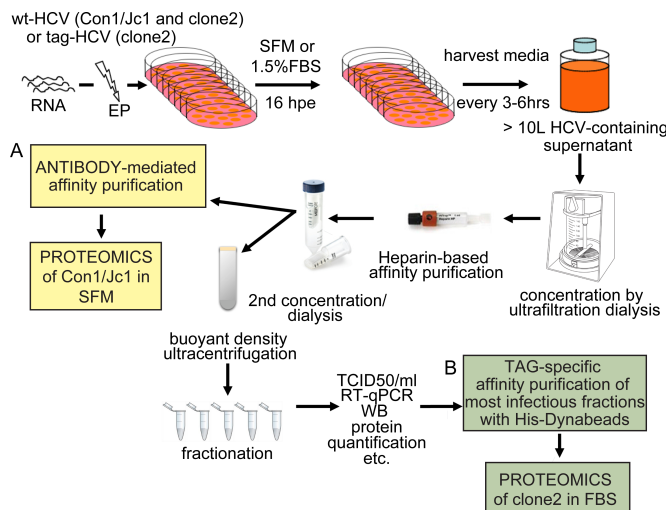 wt-HCV (Con1/Jc1 and clone2)
or tag-HCV (clone2)
RNA
EP
SFM or
1.5%FBS
16 hpe
harvest media
every 3-6hrs
> 10L HCV-containing
supernatant
A
ANTIBODY-mediated
affinity purification
PROTEOMICS
of Con1/Jc1 in
SFM
2nd concentration/
dialysis
Heparin-based
affinity purification
concentration by
ultrafiltration dialysis
buoyant density
ultracentrifugation
fractionation
TCID50/ml
RT-qPCR
WB
protein
quantification
etc.
B
TAG-specific
affinity purification of
most infectious fractions
with His-Dynabeads
PROTEOMICS
of clone2 in FBS